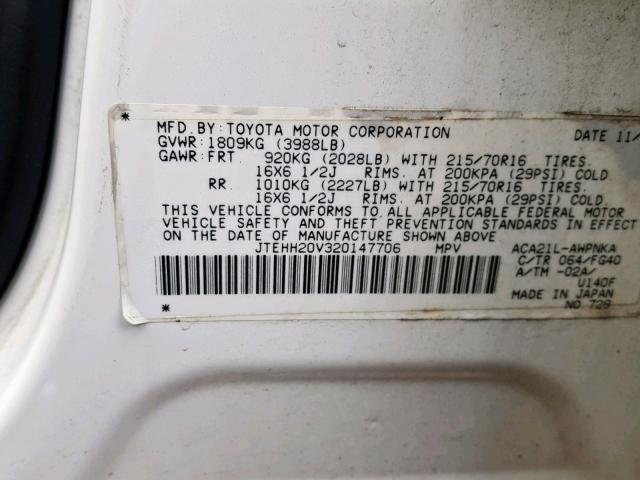 MFD.BY:TOYOTA MOTOR CORPORATION DATE 11/
GVWR:1809KG (3988LB)
GAWR:FRT. 920KG (2028LB) WITH 215/70R16 TIRES.
16X6 1/2J RIMS. AT 200KPA (29PSI) COLD
RR. 1010KG (2227LB) WITH 215/70R16 TIRES.
16X6 1/2J RIMS. AT 200KPA (29PSI) COLD
THIS VEHICLE CONFORMS TO ALL APPLICABLE FEDERAL MOTOR
VEHICLE SAFETY AND THEFT PREVENTION STANDARDS IN EFFECT
ON THE DATE OF MANUFACTURE SHOWN ABOVE.
JTEHH20V320147706 MPV ACA21L-AWPNKA
C/TR 064/FG40
A/TM -02A/
U140F
MADE IN JAPAN
NO 729